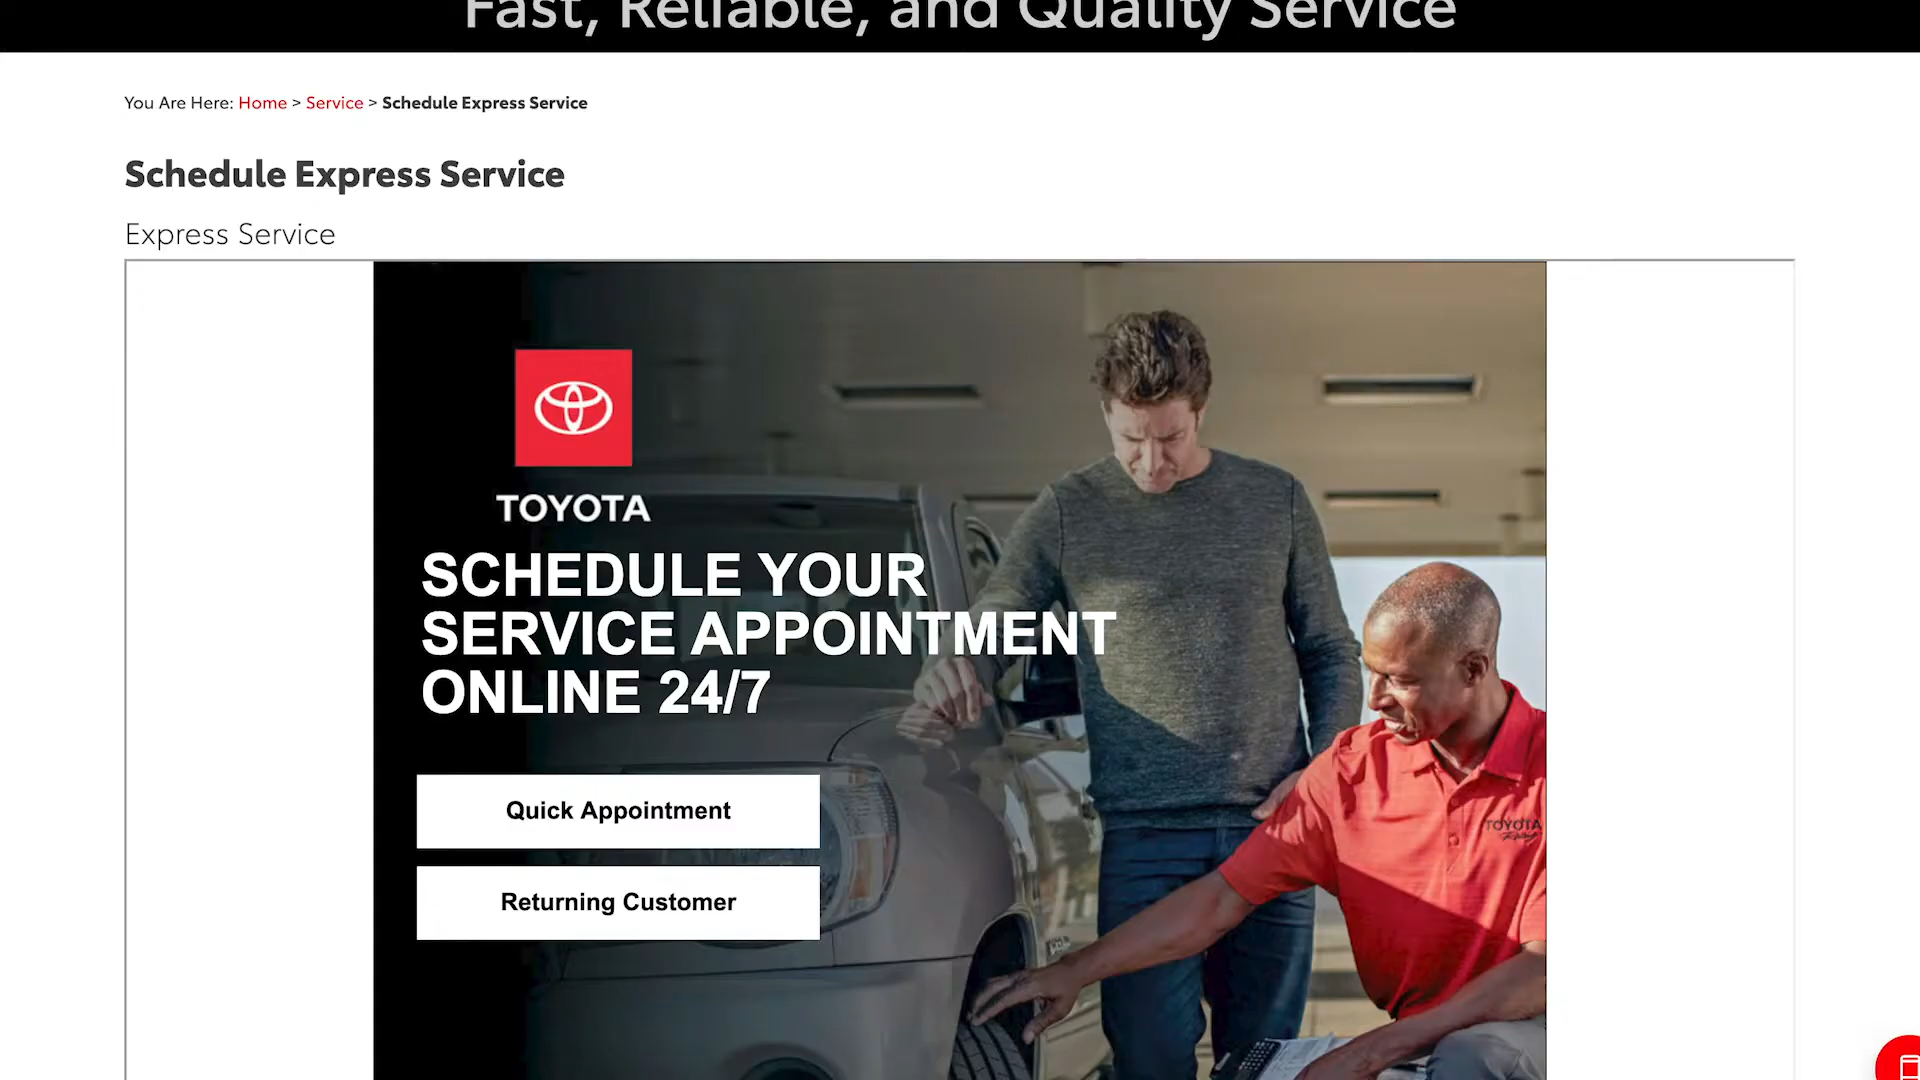 Fast, Reliable, and Quality Service
You Are Here: Home > Service > Schedule Express Service
Schedule Express Service
Express Service
TOYOTA
SCHEDULE YOUR
SERVICE APPOINTMENT
ONLINE 24/7
Quick Appointment
Returning Customer
TOYOTA